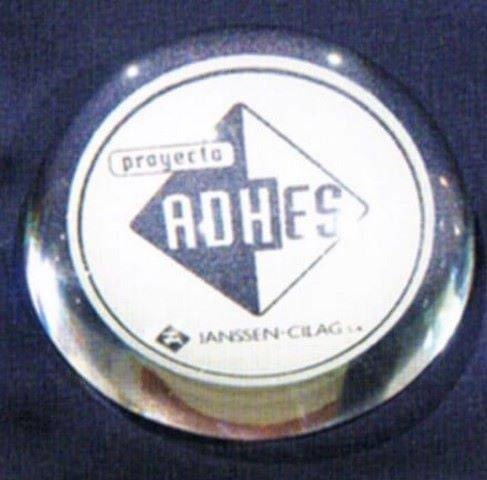 proyecto
ADHES
JANSSEN-CILAG S.A.